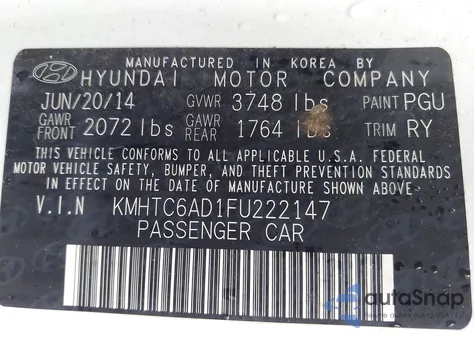 MANUFACTURED IN KOREA BY
HYUNDAI MOTOR COMPANY
JUN/20/14 GVWR 3748 lbs PAINT PGU
GAWR FRONT 2072 lbs GAWR REAR 1764 lbs TRIM RY
THIS VEHICLE CONFORMS TO ALL APPLICABLE U.S.A. FEDERAL
MOTOR VEHICLE SAFETY, BUMPER, AND THEFT PREVENTION STANDARDS
IN EFFECT ON THE DATE OF MANUFACTURE SHOWN ABOVE.
V.I.N KMHTC6AD1FU222147
PASSENGER CAR
autoSnap